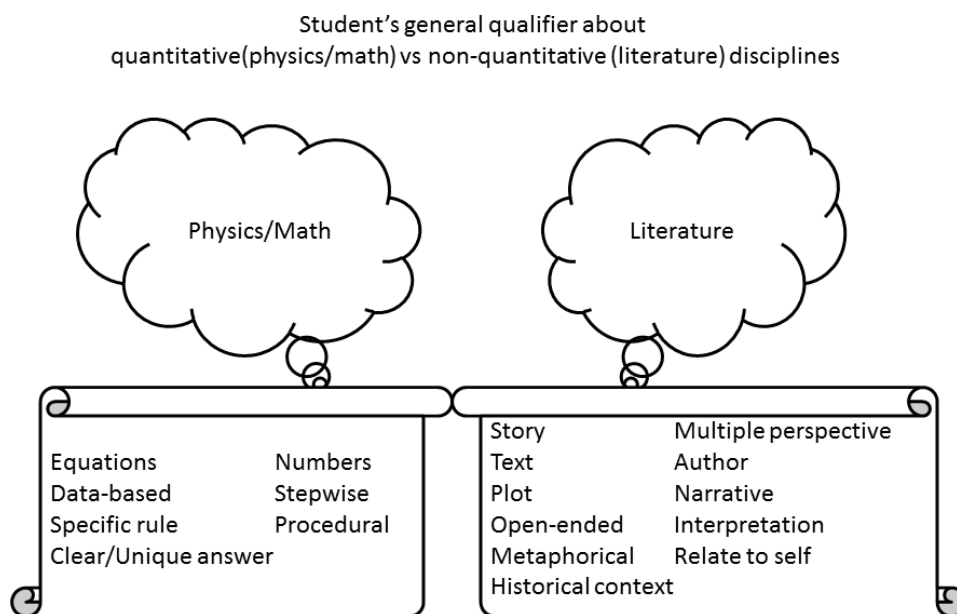 Student’s general qualifier about
quantitative(physics/math) vs non-quantitative (literature) disciplines
Physics/Math
Literature
Equations Numbers
Data-based Stepwise
Specific rule Procedural
Clear/Unique answer
Story Multiple perspective
Text Author
Plot Narrative
Open-ended Interpretation
Metaphorical Relate to self
Historical context